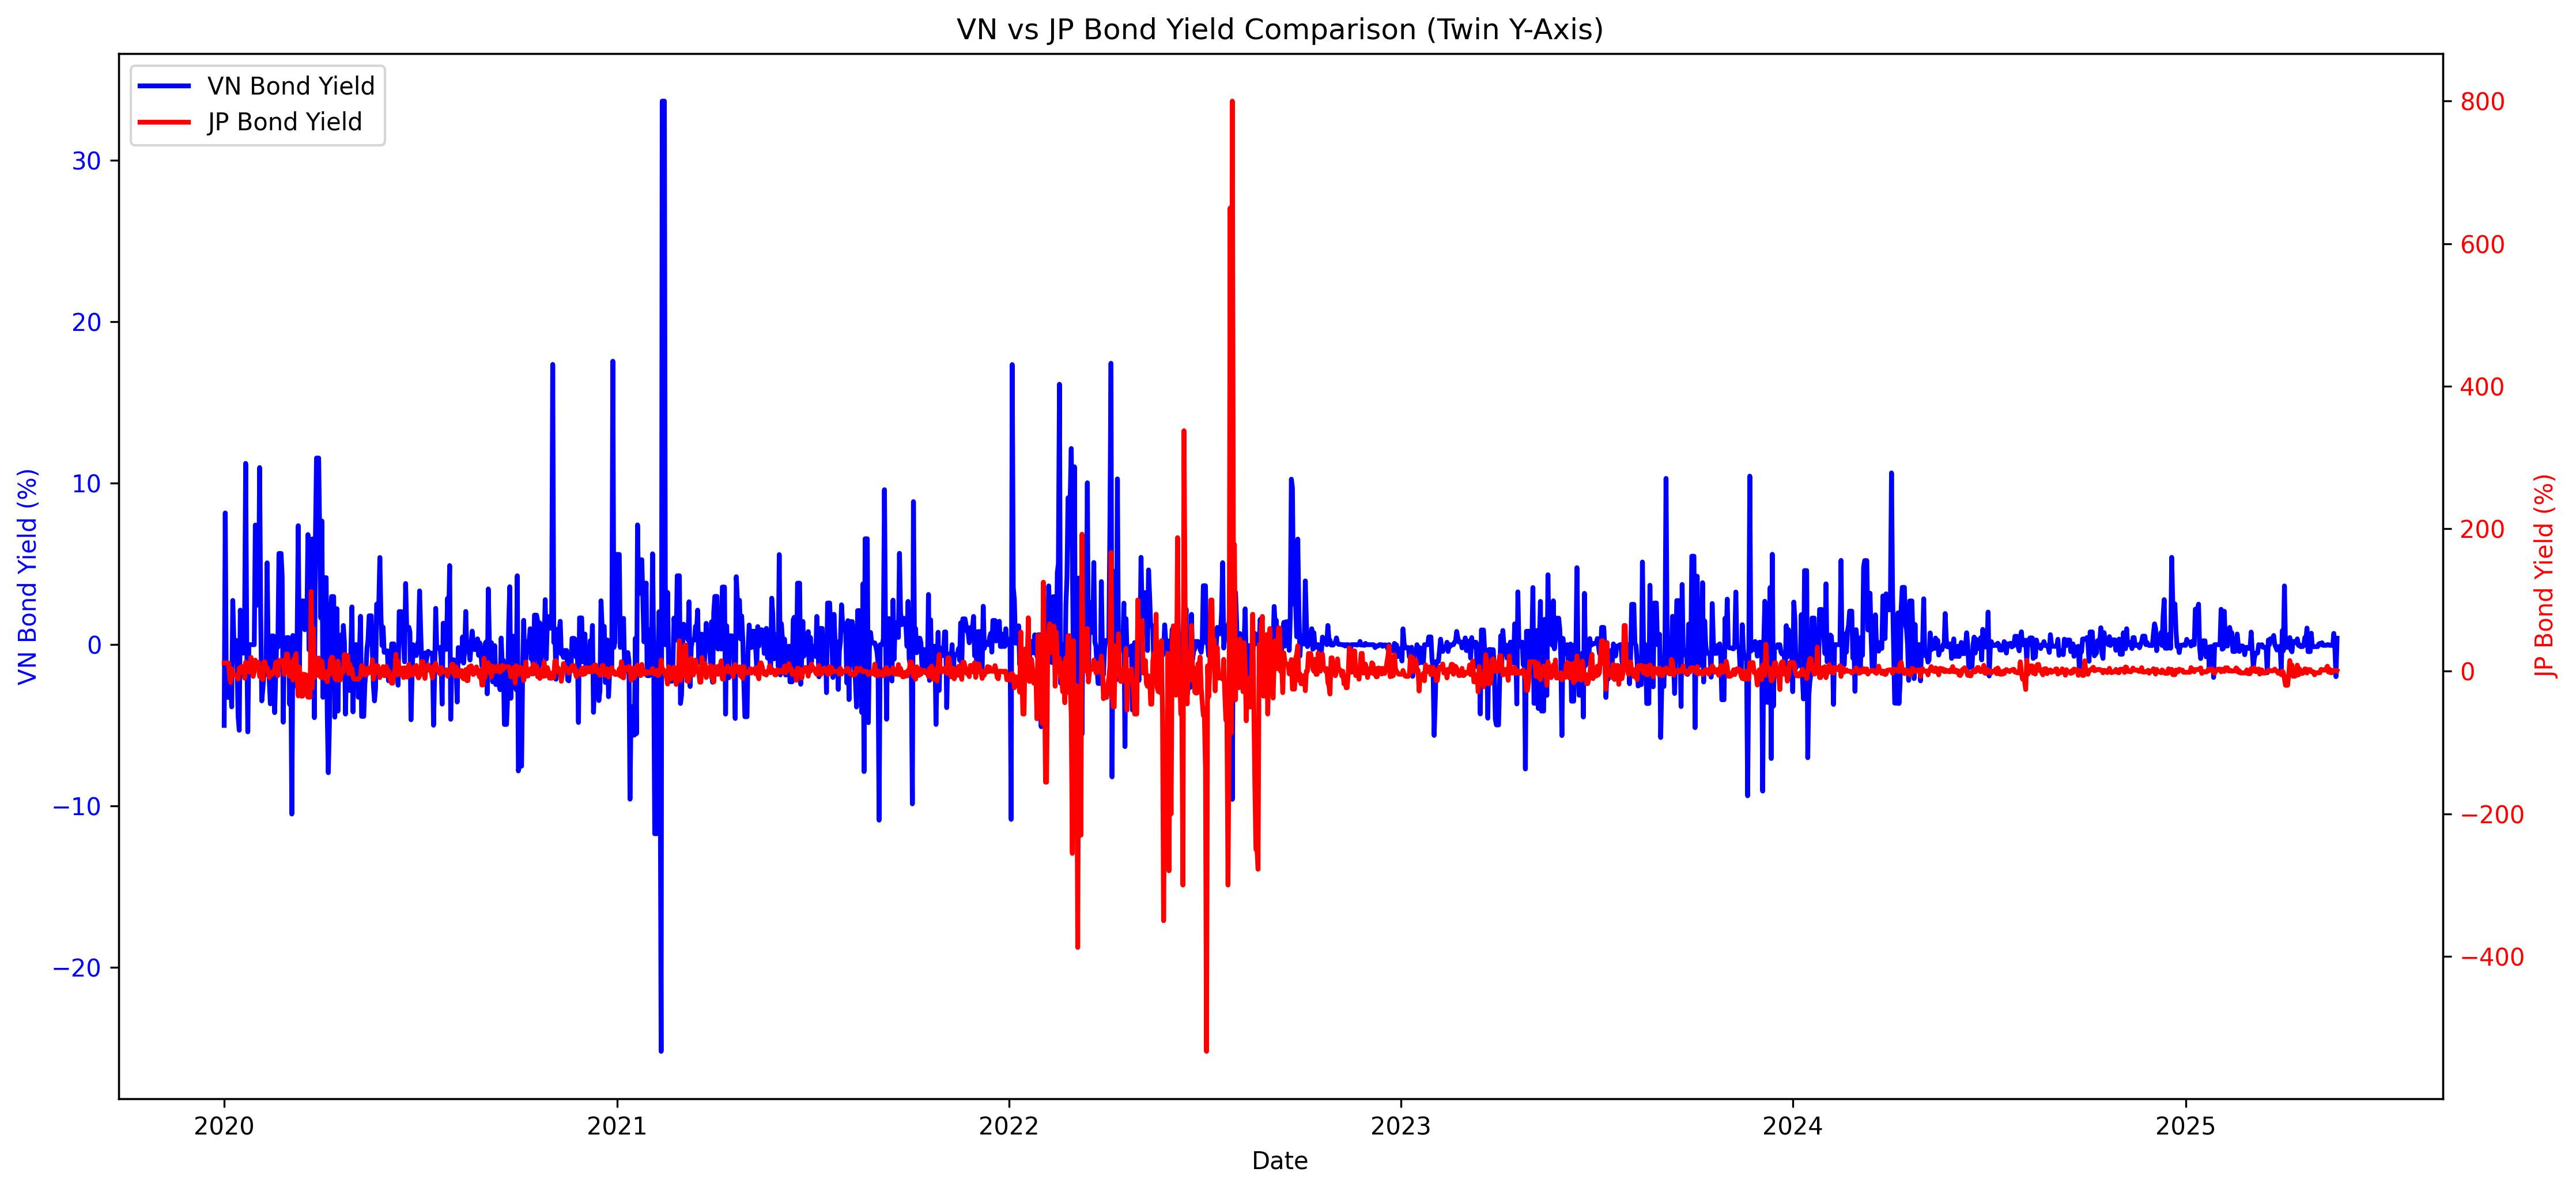 VN vs JP Bond Yield Comparison (Twin Y-Axis)
VN Bond Yield
JP Bond Yield
VN Bond Yield (%)
30
20
10
0
−10
−20
800
600
400
200
0
−200
−400
JP Bond Yield (%)
2020 2021 2022 2023 2024 2025
Date